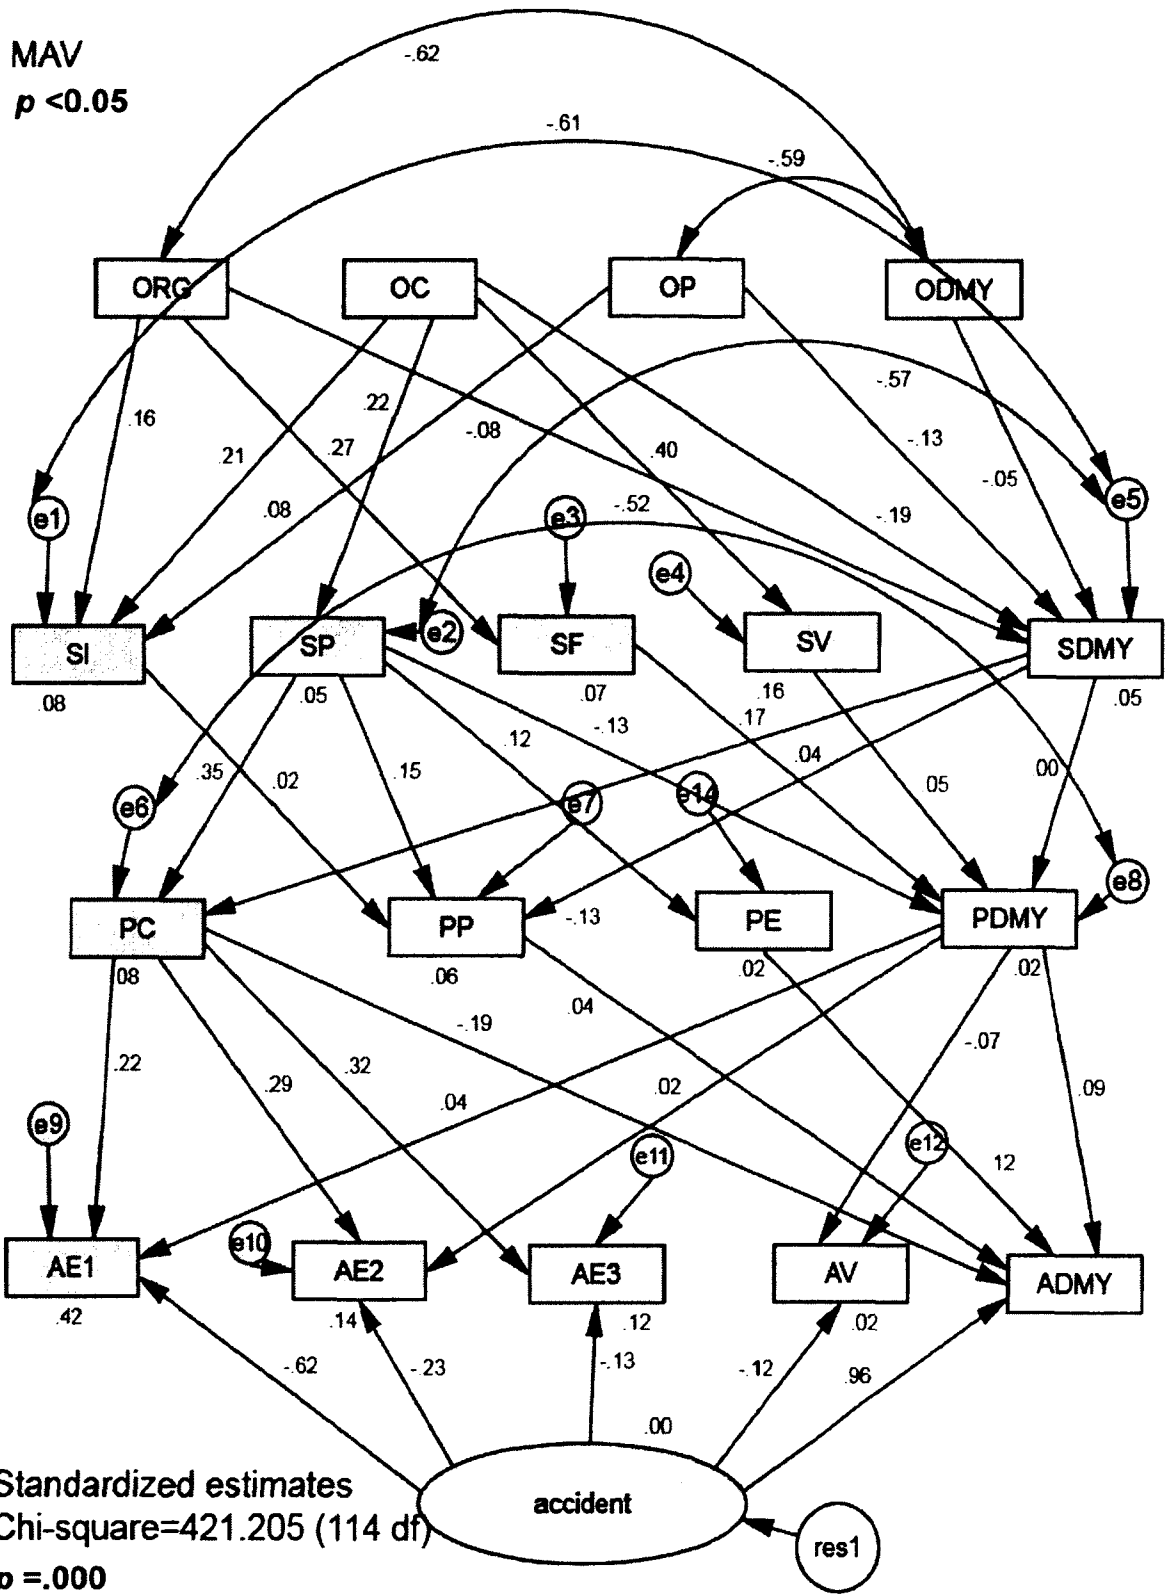 MAV
p <0.05
-.62
-.61
-.59
ORG
OC
OP
ODMY
.16
.21
.22
.27
.08
-.08
.40
-.57
-.13
-.05
-.19
-.52
e1
e3
e4
e5
e2
SI
SP
SF
SV
SDMY
.08
.05
.07
.16
.05
.35
.02
.15
.12
-.13
.17
.04
05
00
e6
e7
e14
e8
PC
PP
PE
PDMY
08
.06
-.13
.02
.02
.22
.29
.32
-.19
.04
.04
.02
-.07
.09
12
e9
e10
e11
e12
AE1
AE2
AE3
AV
ADMY
.42
.14
.12
.02
-.62
-.23
-.13
-.12
.96
.00
accident
res1
Standardized estimates
Chi-square=421.205 (114 df)
p =.000